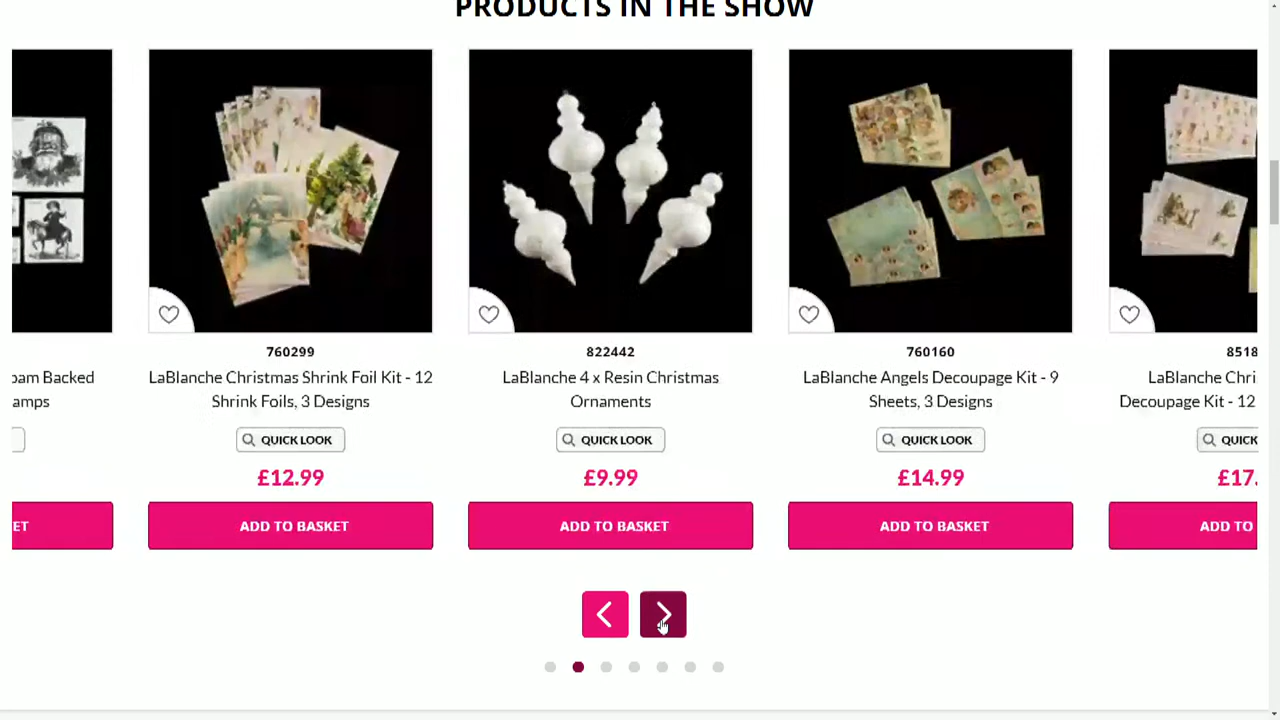 PRODUCTS IN THE SHOW
oam Backed
amps
ET
760299
LaBlanche Christmas Shrink Foil Kit - 12
Shrink Foils, 3 Designs
QUICK LOOK
£12.99
ADD TO BASKET
822442
LaBlanche 4 x Resin Christmas
Ornaments
QUICK LOOK
£9.99
ADD TO BASKET
760160
LaBlanche Angels Decoupage Kit - 9
Sheets, 3 Designs
QUICK LOOK
£14.99
ADD TO BASKET
8518
LaBlanche Chri
Decoupage Kit - 12
QUICK
£17.
ADD TO